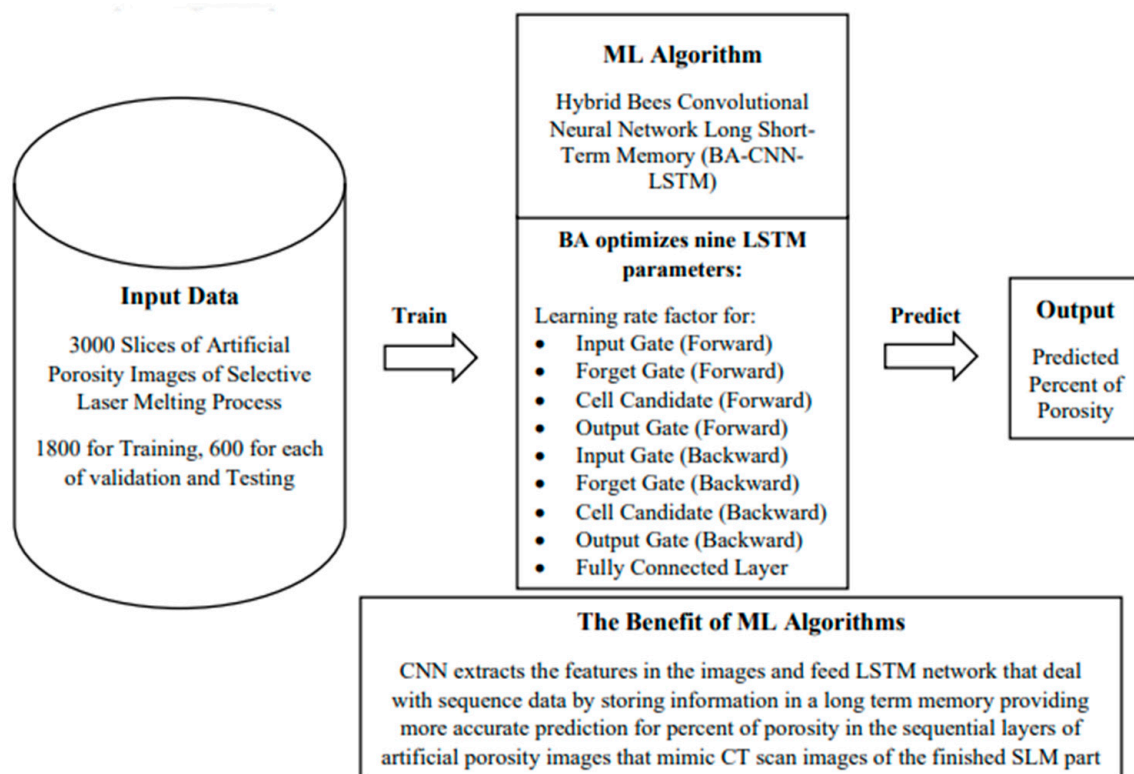 Input Data
3000 Slices of Artificial
Porosity Images of Selective
Laser Melting Process
1800 for Training, 600 for each
of validation and Testing
Train
ML Algorithm
Hybrid Bees Convolutional
Neural Network Long Short-
Term Memory (BA-CNN-
LSTM)
BA optimizes nine LSTM
parameters:
Learning rate factor for:
• Input Gate (Forward)
• Forget Gate (Forward)
• Cell Candidate (Forward)
• Output Gate (Forward)
• Input Gate (Backward)
• Forget Gate (Backward)
• Cell Candidate (Backward)
• Output Gate (Backward)
• Fully Connected Layer
Predict
Output
Predicted
Percent of
Porosity
The Benefit of ML Algorithms
CNN extracts the features in the images and feed LSTM network that deal
with sequence data by storing information in a long term memory providing
more accurate prediction for percent of porosity in the sequential layers of
artificial porosity images that mimic CT scan images of the finished SLM part